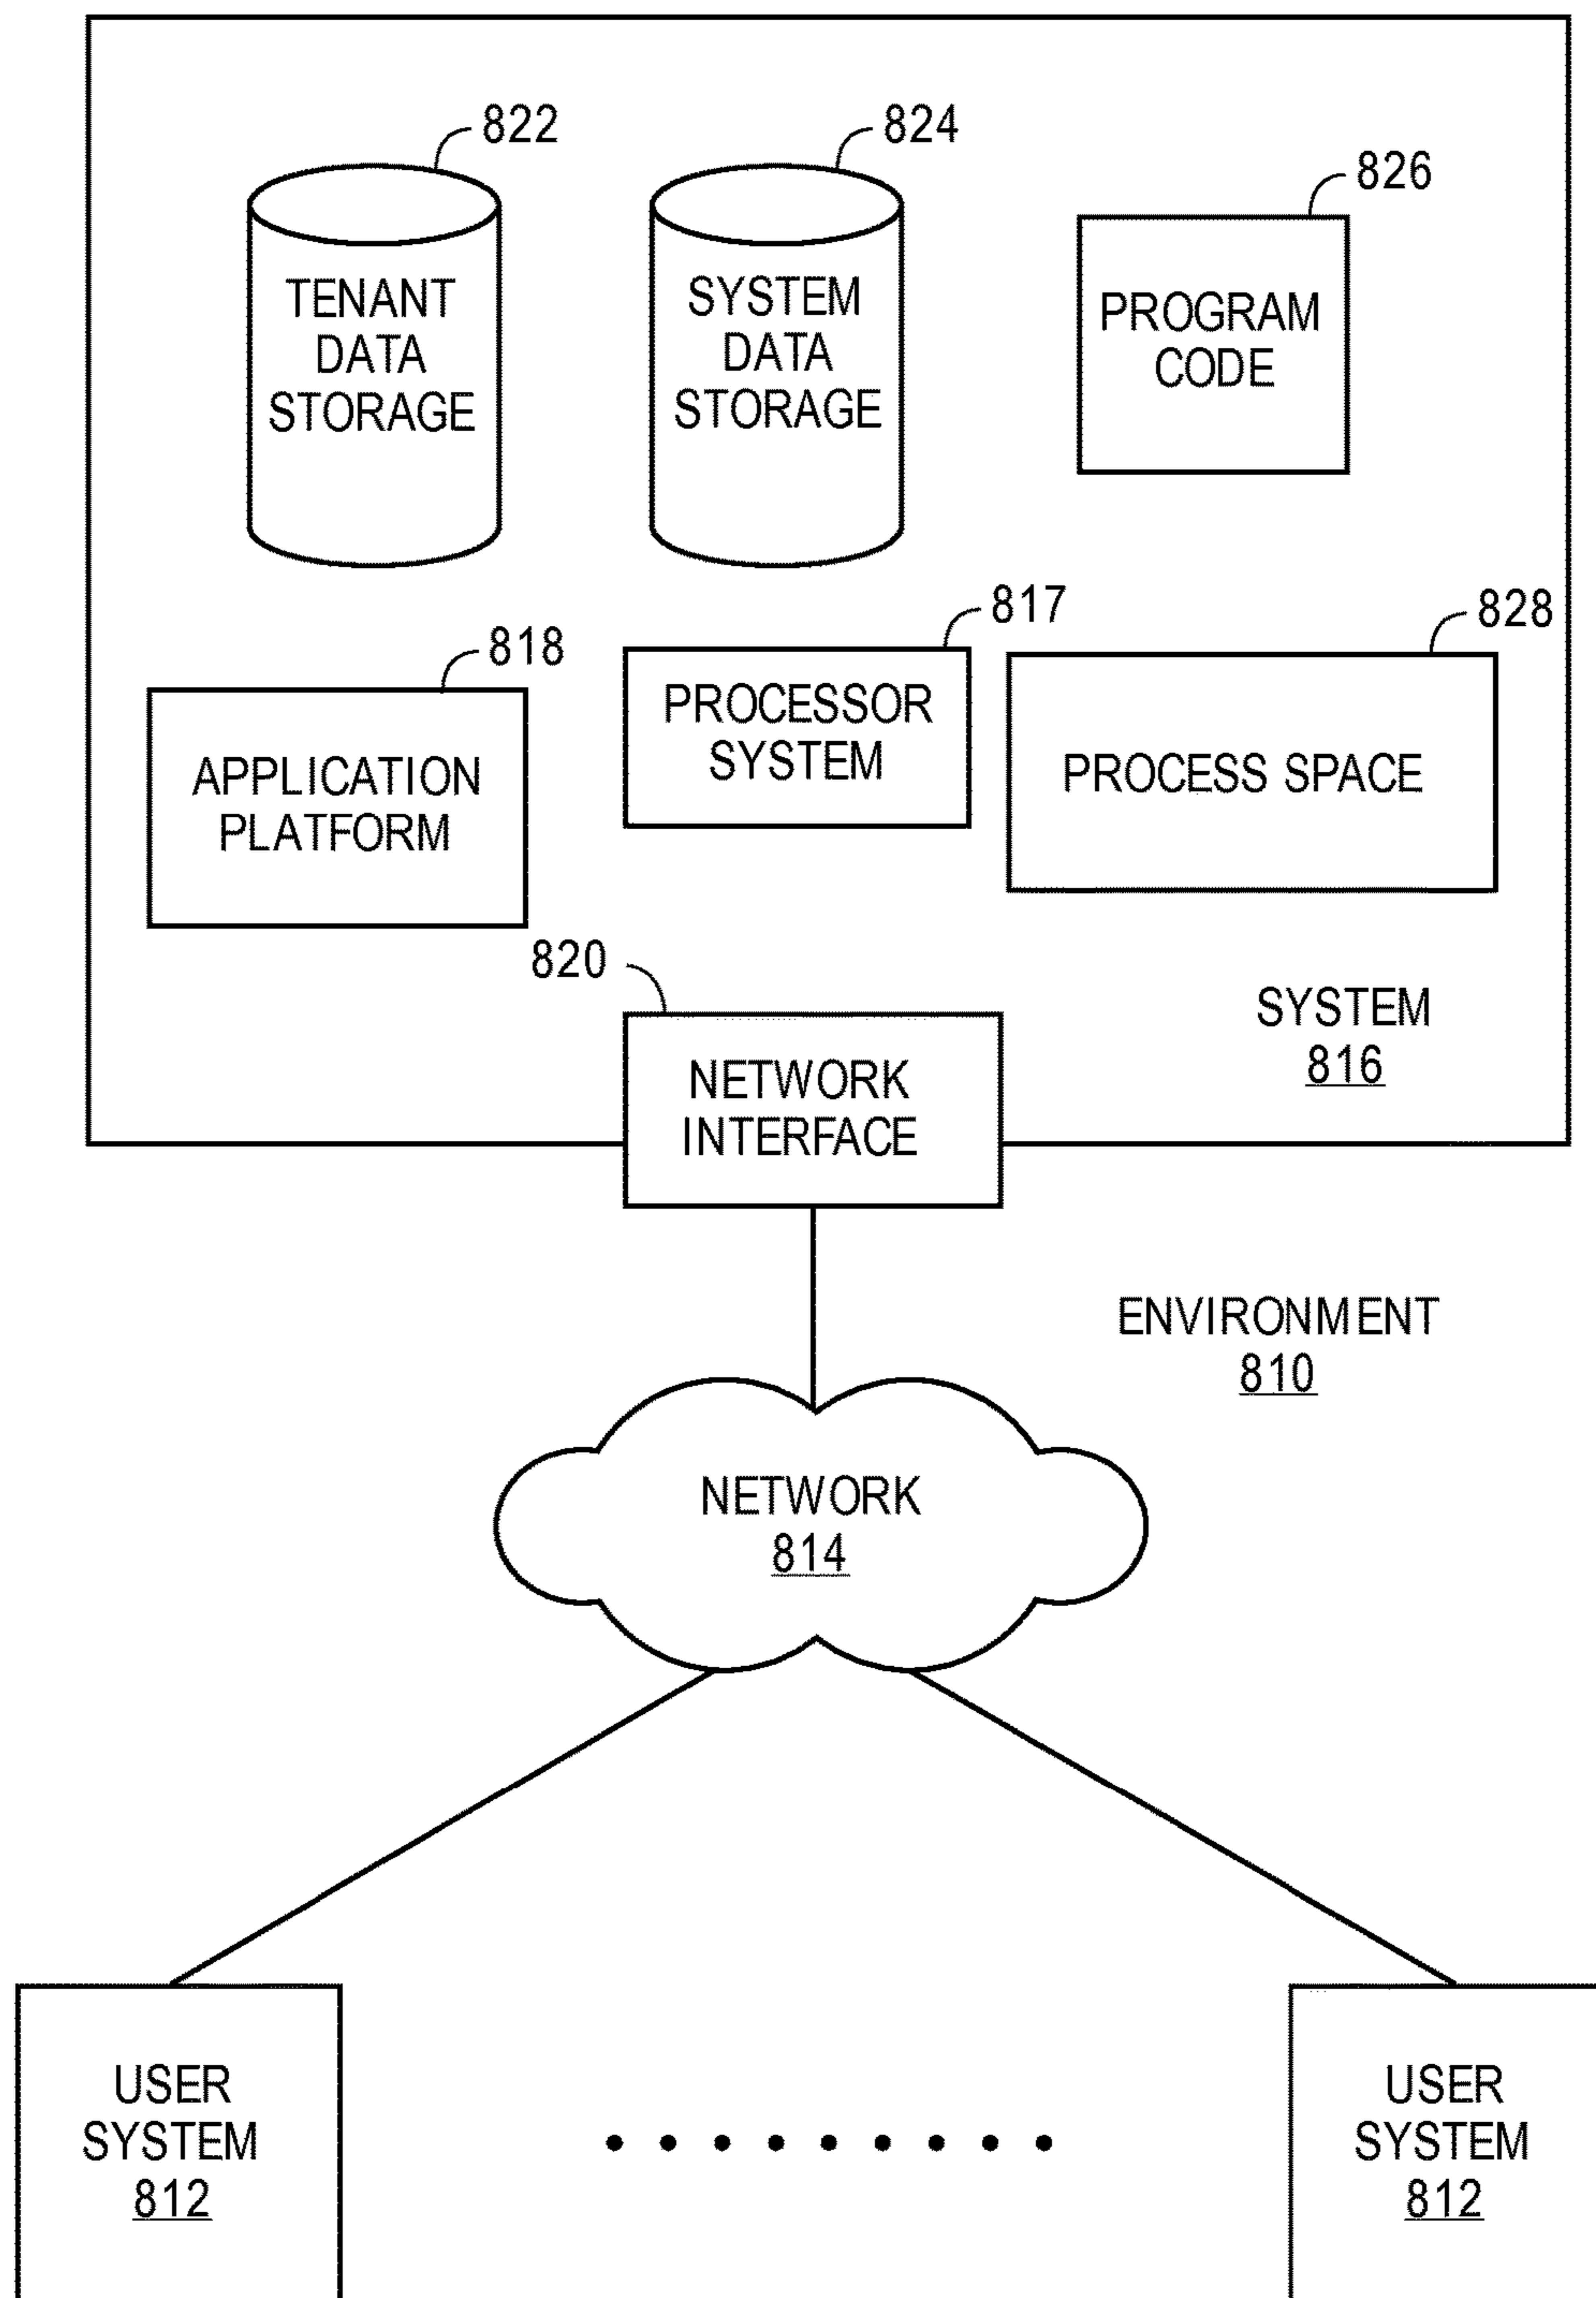 822
824
826
TENANT
DATA
STORAGE
SYSTEM
DATA
STORAGE
PROGRAM
CODE
818
817
828
APPLICATION
PLATFORM
PROCESSOR
SYSTEM
PROCESS SPACE
820
NETWORK
INTERFACE
SYSTEM
816
ENVIRONMENT
810
NETWORK
814
USER
SYSTEM
812
USER
SYSTEM
812